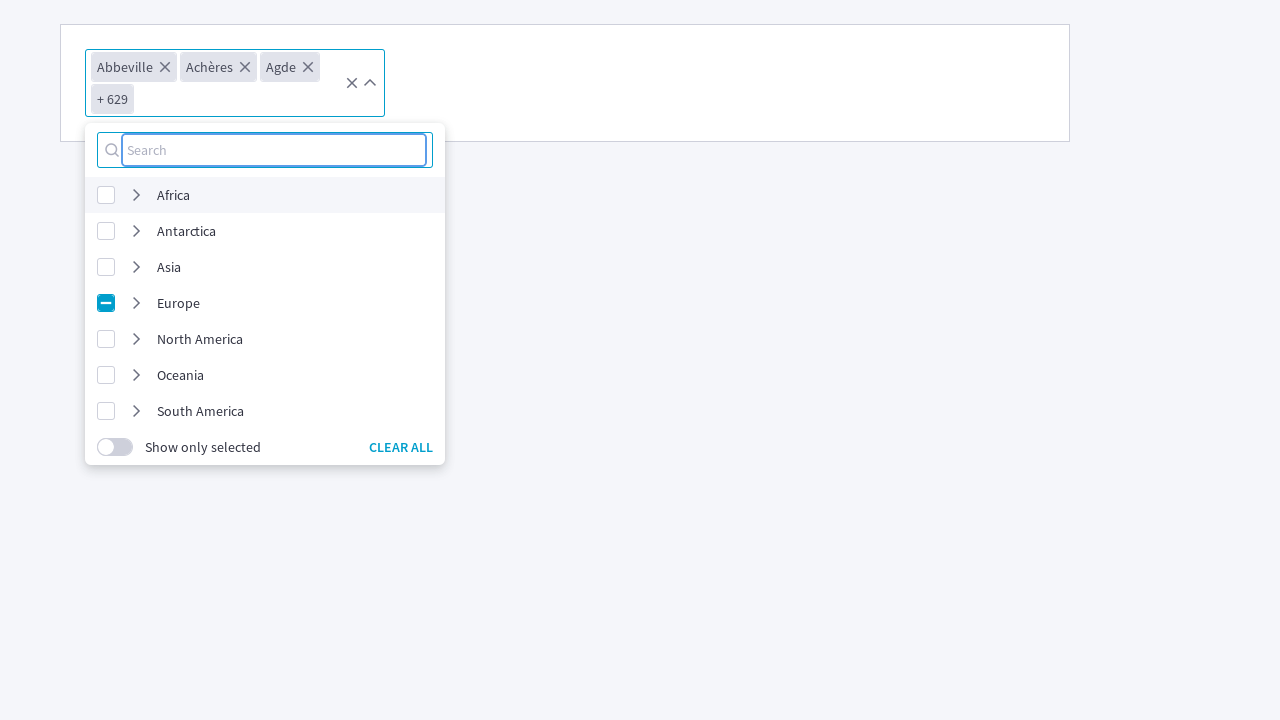 Abbeville Achères Agde
+ 629
Search
Africa
Antarctica
Asia
Europe
North America
Oceania
South America
Show only selected CLEAR ALL